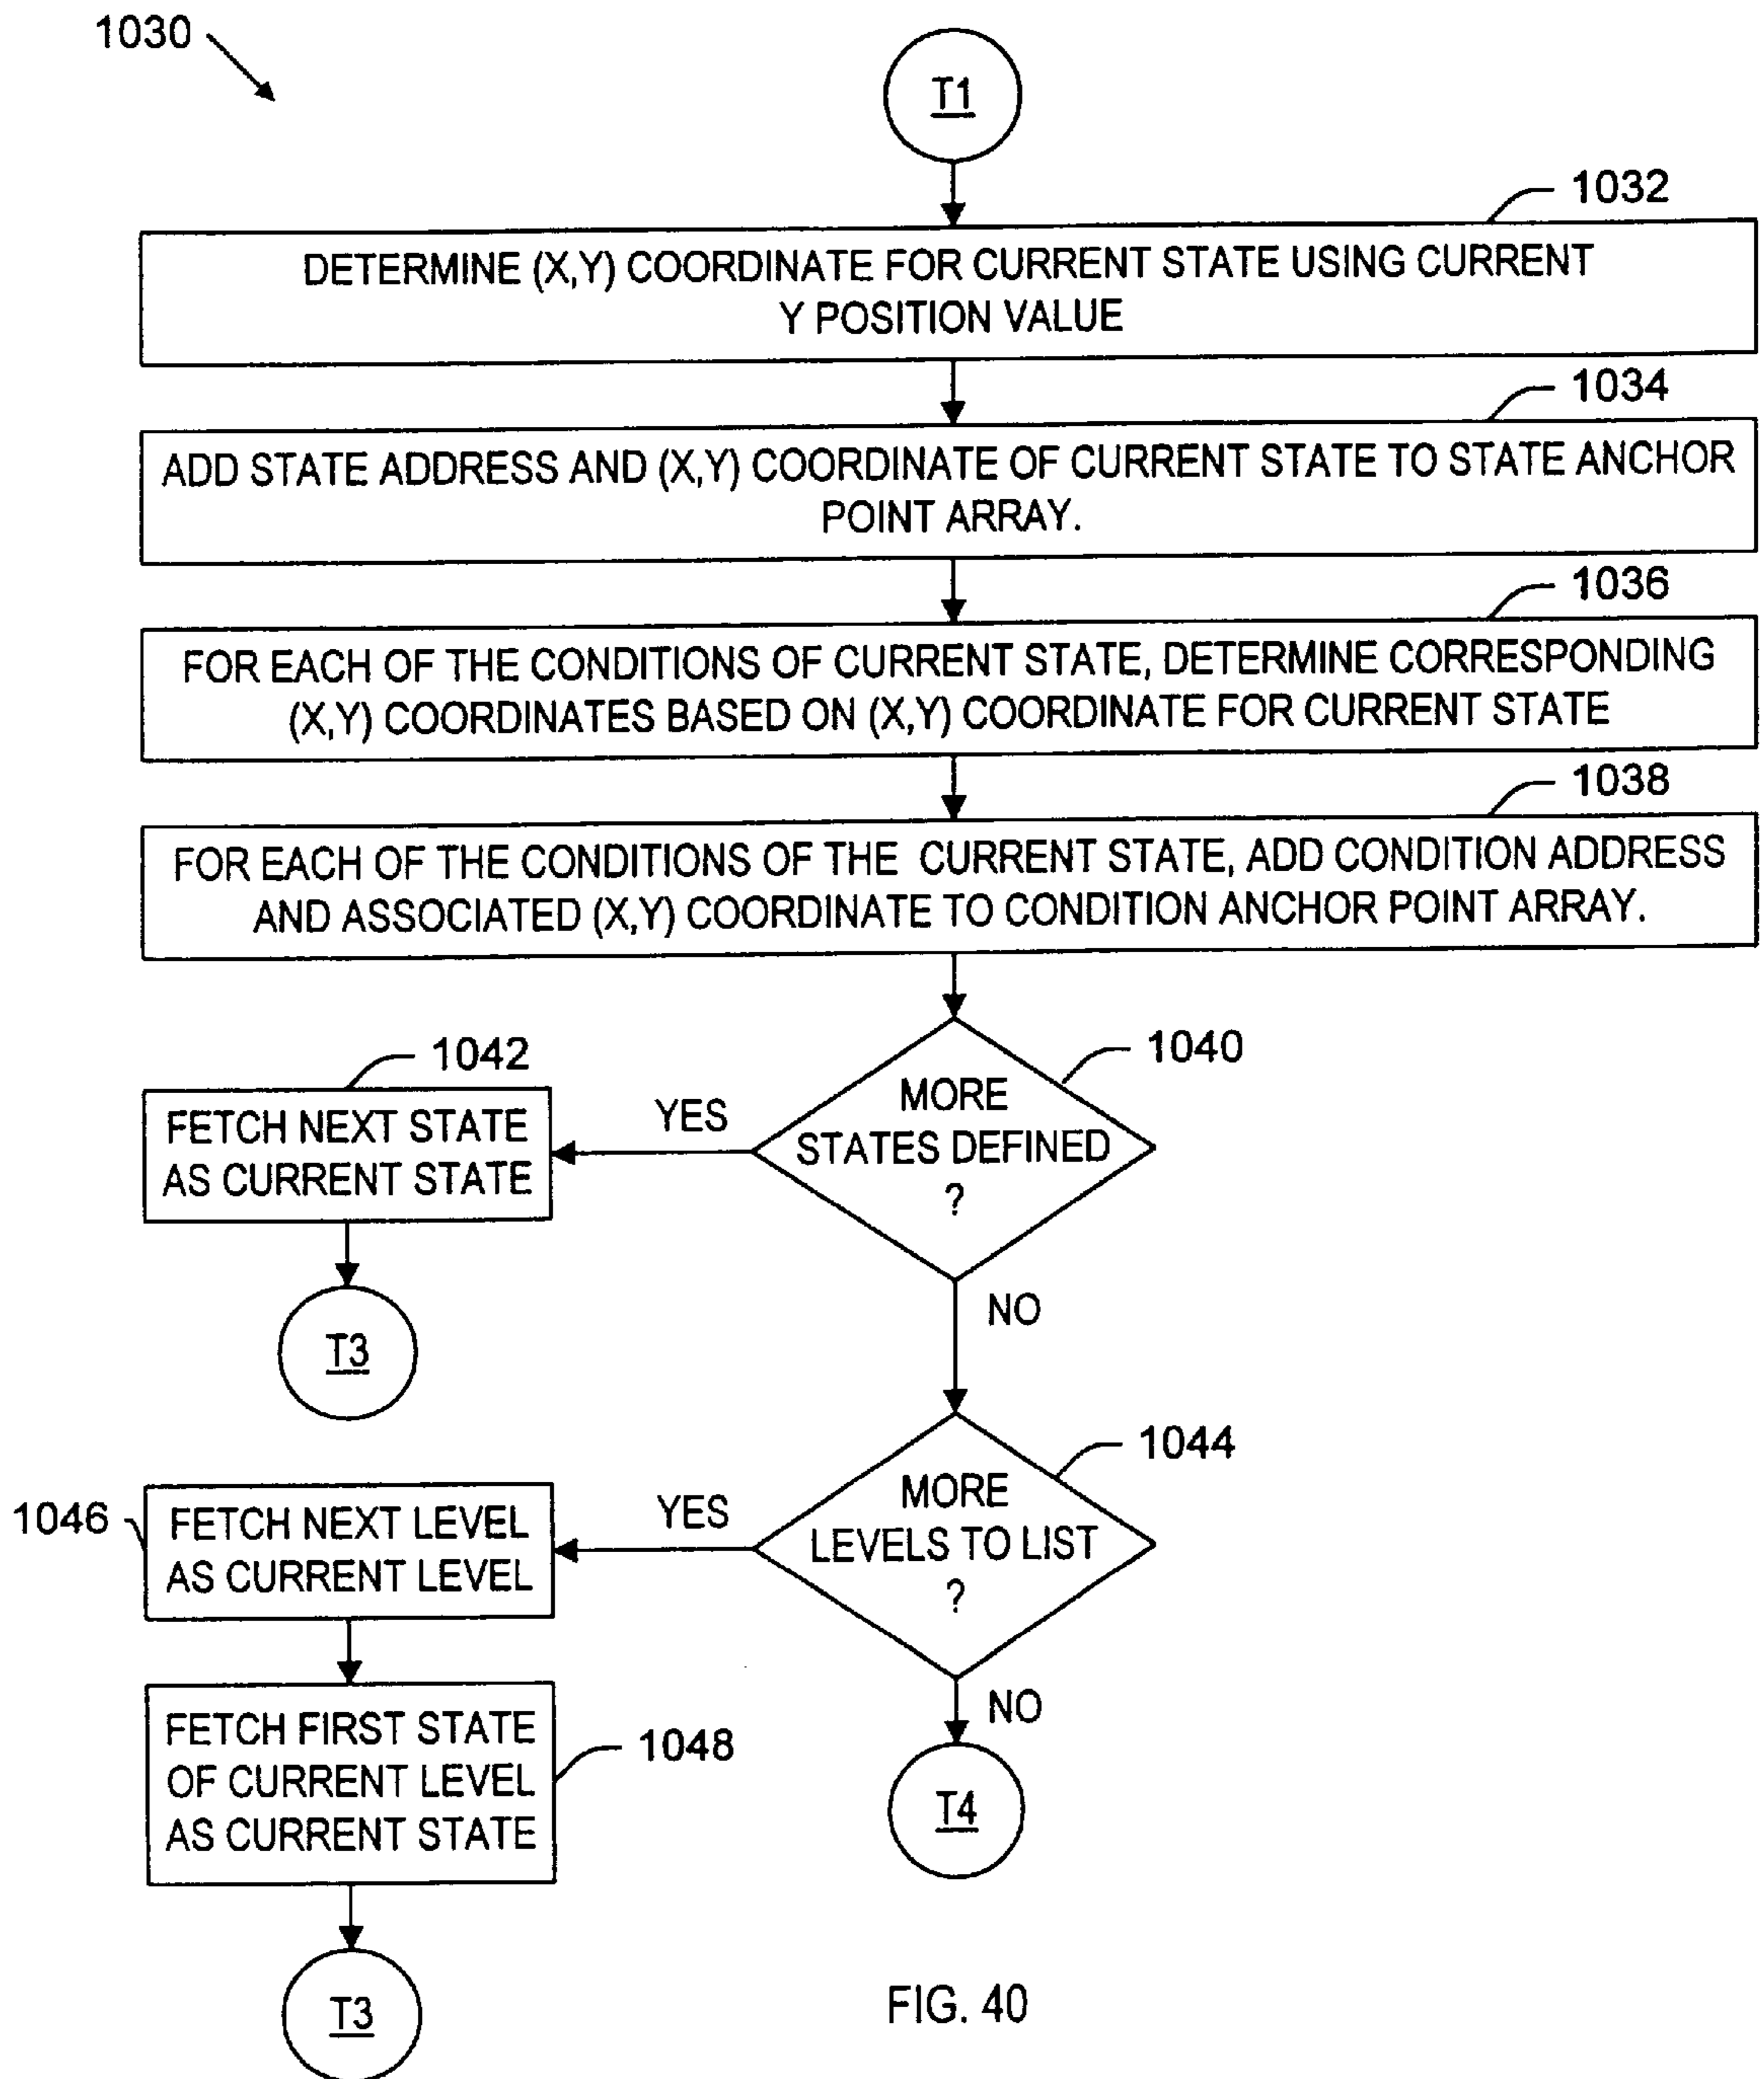 1030
T1
1032
DETERMINE (X,Y) COORDINATE FOR CURRENT STATE USING CURRENT
Y POSITION VALUE
1034
ADD STATE ADDRESS AND (X,Y) COORDINATE OF CURRENT STATE TO STATE ANCHOR
POINT ARRAY.
1036
FOR EACH OF THE CONDITIONS OF CURRENT STATE, DETERMINE CORRESPONDING
(X,Y) COORDINATES BASED ON (X,Y) COORDINATE FOR CURRENT STATE
1038
FOR EACH OF THE CONDITIONS OF THE CURRENT STATE, ADD CONDITION ADDRESS
AND ASSOCIATED (X,Y) COORDINATE TO CONDITION ANCHOR POINT ARRAY.
1040
MORE
STATES DEFINED
?
YES
1042
FETCH NEXT STATE
AS CURRENT STATE
T3
NO
1044
MORE
LEVELS TO LIST
?
YES
1046
FETCH NEXT LEVEL
AS CURRENT LEVEL
1048
FETCH FIRST STATE
OF CURRENT LEVEL
AS CURRENT STATE
T3
NO
T4
FIG. 40